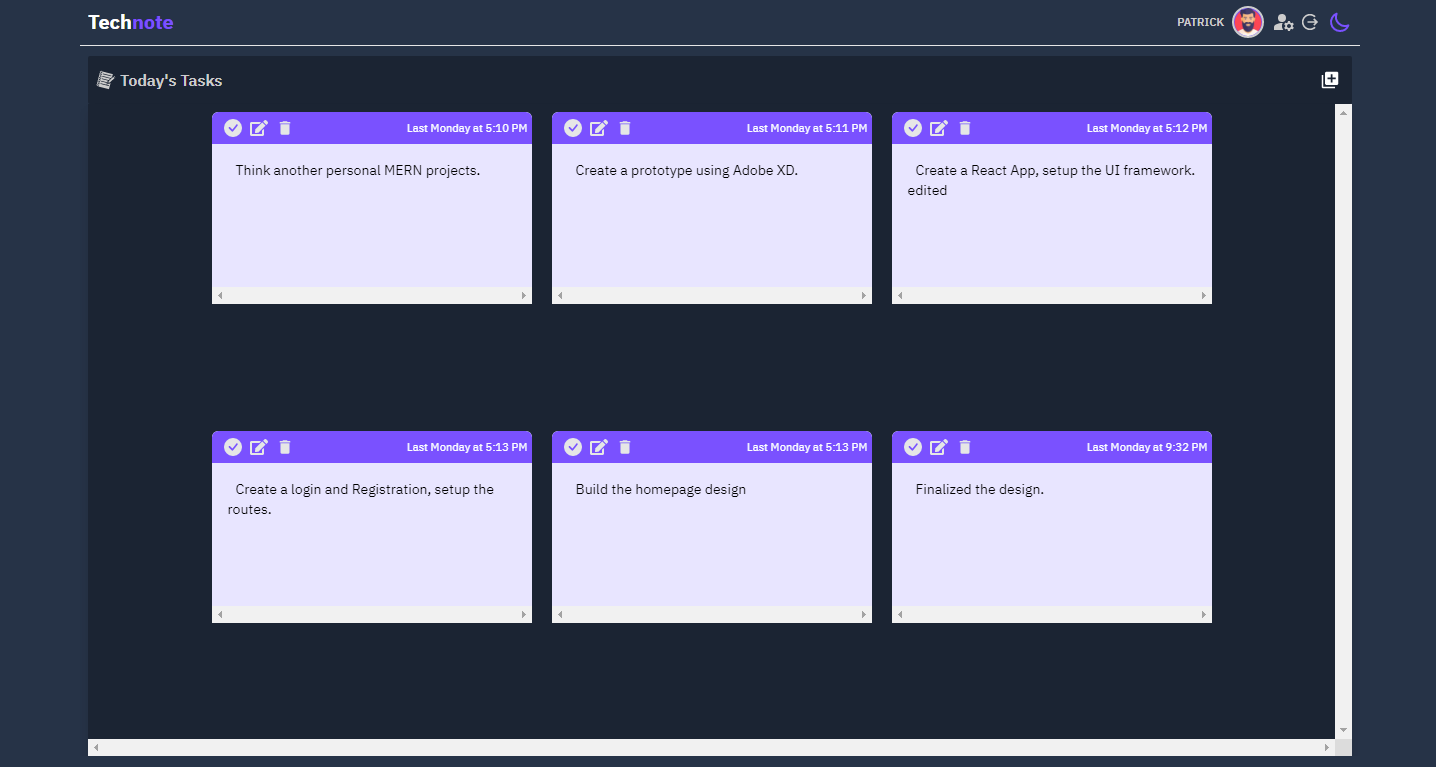 Technote
PATRICK
Today's Tasks
Last Monday at 5:10 PM
Think another personal MERN projects.
Last Monday at 5:11 PM
Create a prototype using Adobe XD.
Last Monday at 5:12 PM
Create a React App, setup the UI framework.
edited
Last Monday at 5:13 PM
Create a login and Registration, setup the
routes.
Last Monday at 5:13 PM
Build the homepage design
Last Monday at 9:32 PM
Finalized the design.